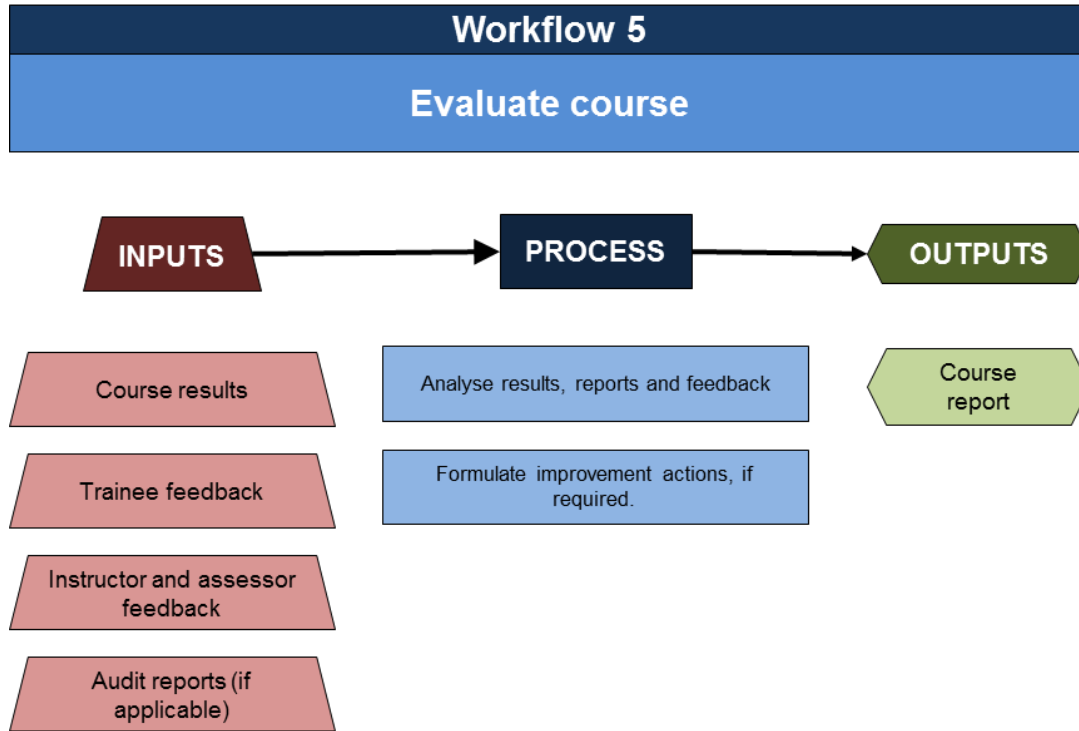 Workflow 5
Evaluate course
INPUTS
PROCESS
OUTPUTS
Course results
Trainee feedback
Instructor and assessor
feedback
Audit reports (if
applicable)
Analyse results, reports and feedback
Formulate improvement actions, if
required.
Course
report